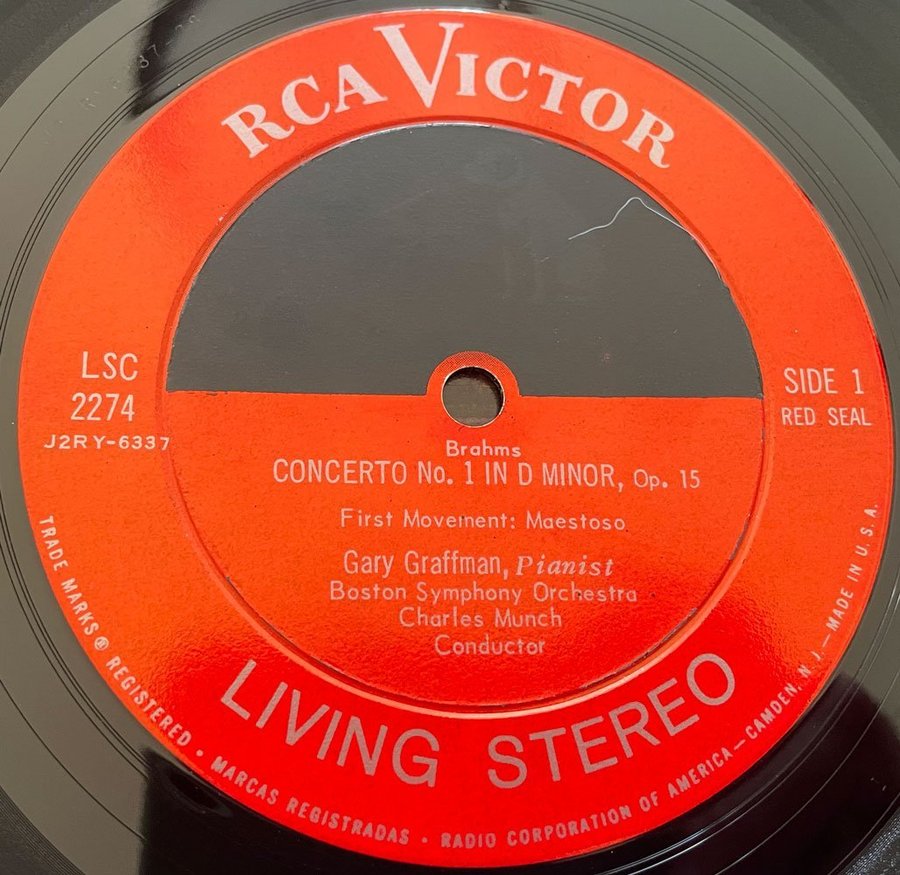 RCA VICTOR
LSC
2274
J2RY-6337
SIDE 1
RED SEAL
Brahms
CONCERTO No. 1 IN D MINOR, Op. 15
First Movement: Maestoso
Gary Graffman, Pianist
Boston Symphony Orchestra
Charles Munch
Conductor
LIVING STEREO
TRADE MARKS ® REGISTERED • MARCAS REGISTRADAS • RADIO CORPORATION OF AMERICA—CAMDEN, N. J.—MADE IN U. S. A.